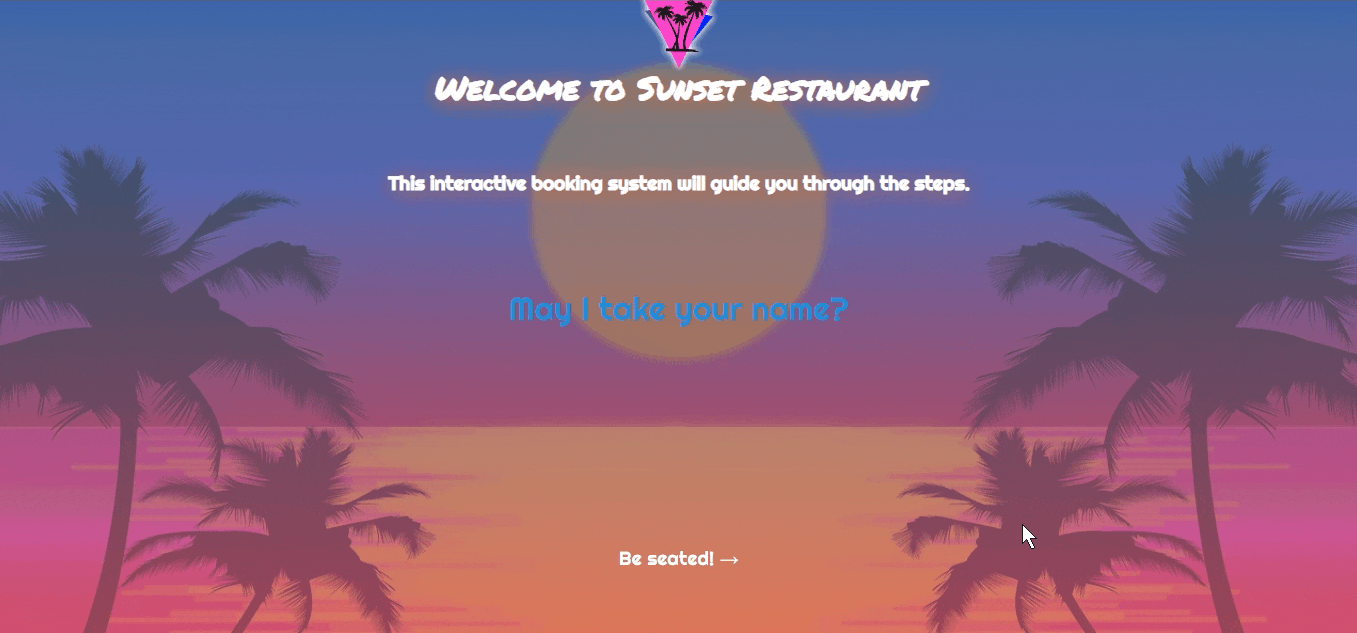 Welcome to Sunset Restaurant
This interactive booking system will guide you through the steps.
May I take your name?
Be seated! →